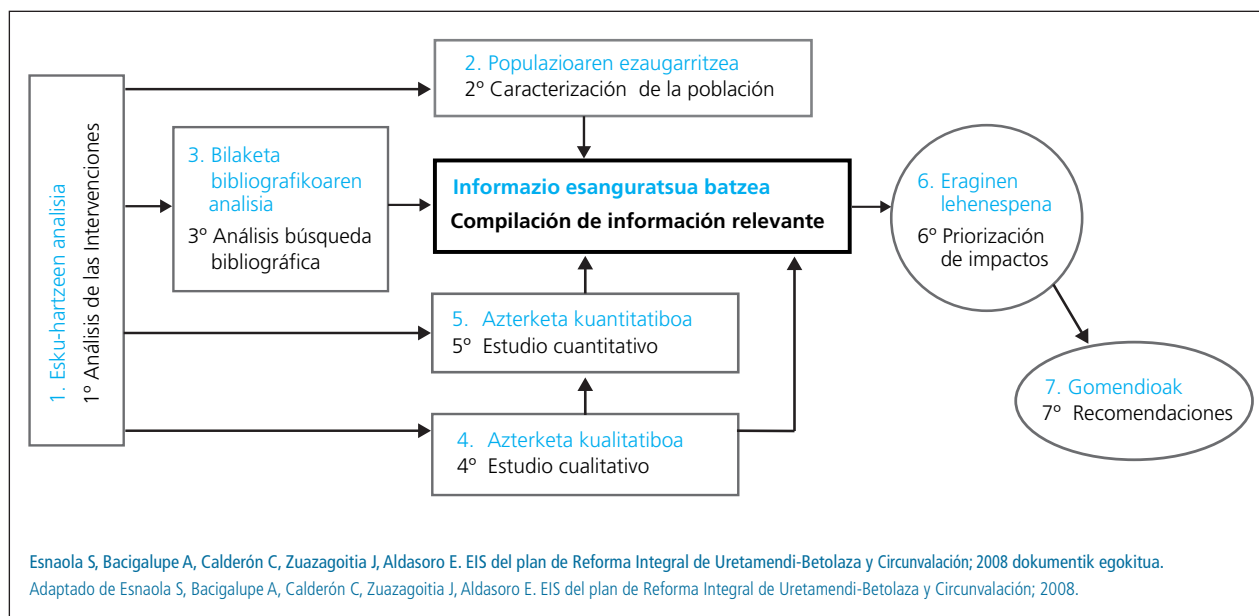 1. Esku-hartzeen analisia
1º Análisis de las Intervenciones
2. Populazioaren ezaugarritzea
2º Caracterización de la población
3. Bilaketa
bibliografikoaren
analisia
3º Análisis búsqueda
bibliográfica
Informazio esanguratsua batzea
Compilación de información relevante
5. Azterketa kuantitatiboa
5º Estudio cuantitativo
4. Azterketa kualitatiboa
4º Estudio cualitativo
6. Eraginen
lehenespena
6º Priorización
de impactos
7. Gomendioak
7º Recomendaciones
Esnaola S, Bacigalupe A, Calderón C, Zuazagoitia J, Aldasoro E. EIS del plan de Reforma Integral de Uretamendi-Betolaza y Circunvalación; 2008 dokumentik egokitua.
Adaptado de Esnaola S, Bacigalupe A, Calderón C, Zuazagoitia J, Aldasoro E. EIS del plan de Reforma Integral de Uretamendi-Betolaza y Circunvalación; 2008.